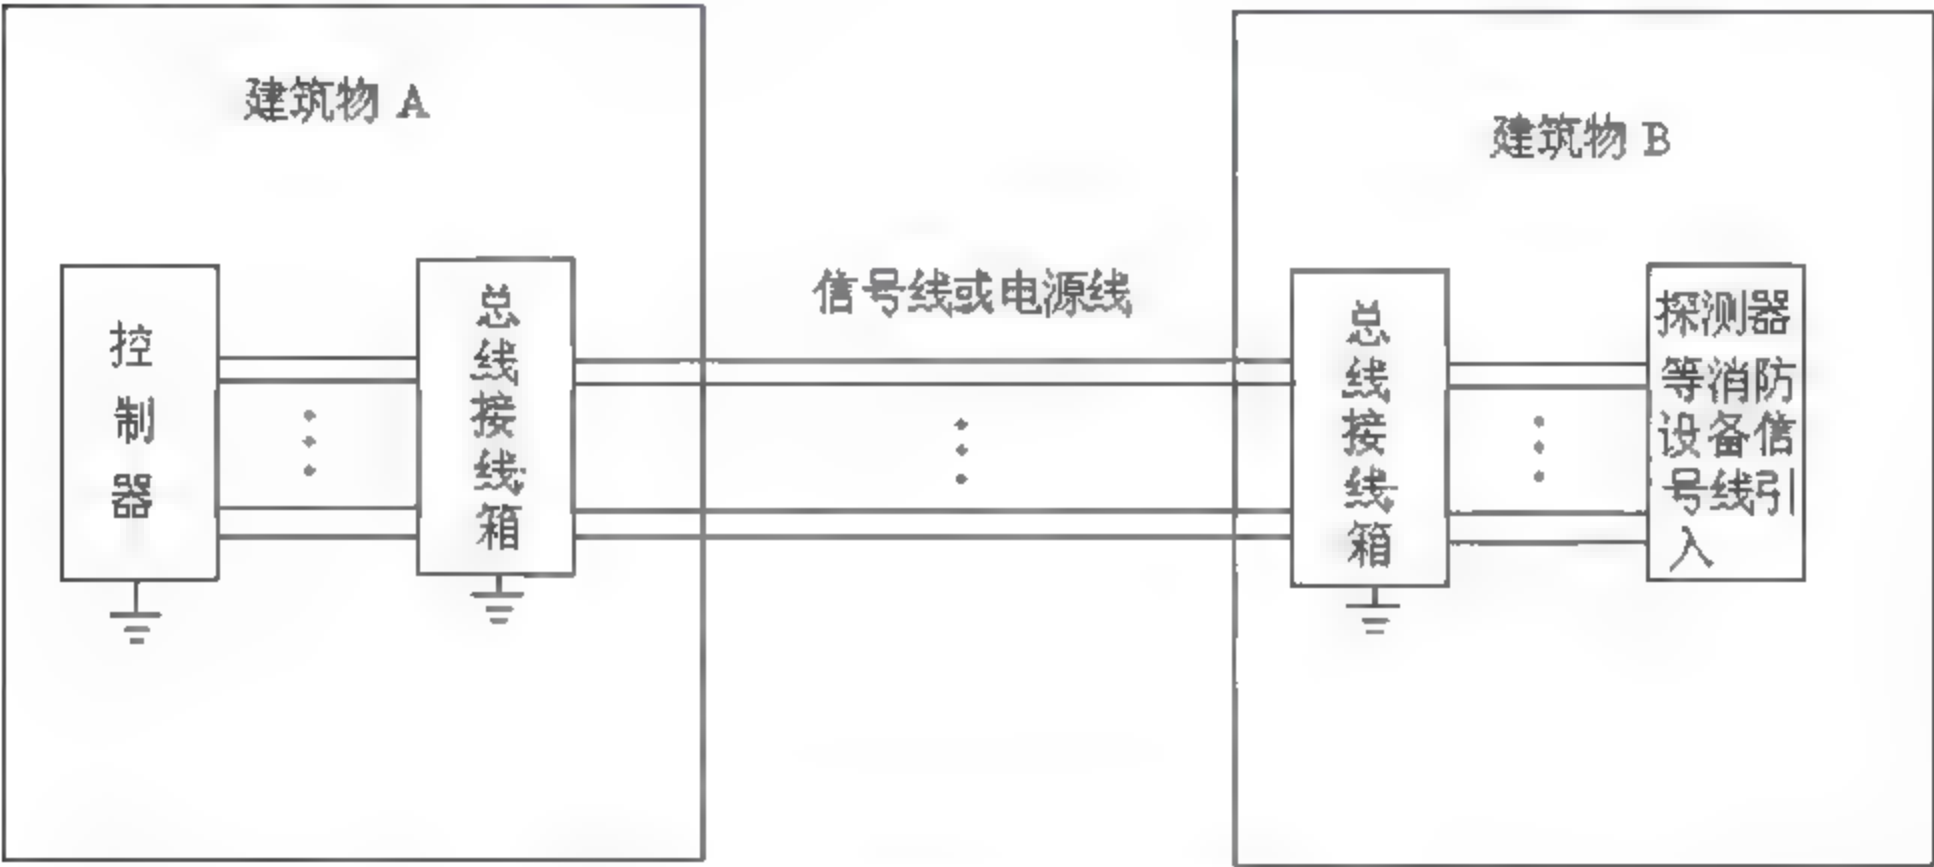 建筑物 A
建筑物 B
控制器
总线接线箱
信号线或电源线
总线接线箱
探测器
等消防
设备信
号线引
入